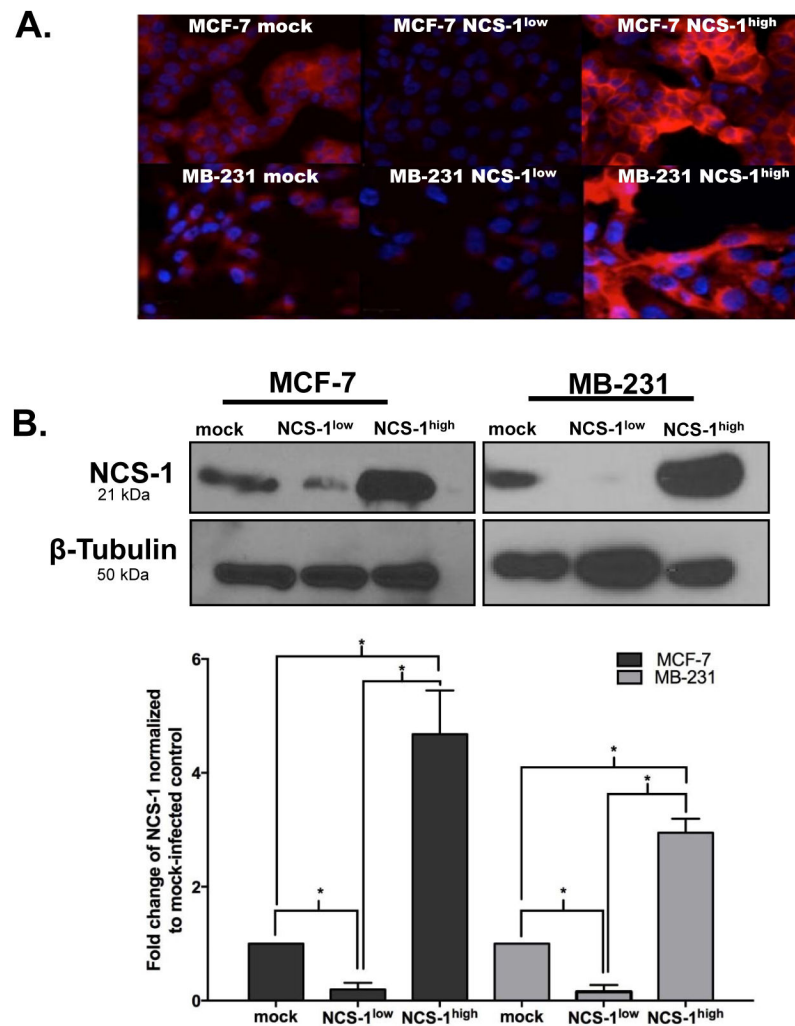 A.
MCF-7 mock MCF-7 NCS-1low MCF-7 NCS-1high
MB-231 mock MB-231 NCS-1low MB-231 NCS-1high
MCF-7 MB-231
B.
mock NCS-1low NCS-1high mock NCS-1low NCS-1high
NCS-1
21 kDa
β-Tubulin
50 kDa
6
4
2
0
Fold change of NCS-1 normalized
to mock-infected control
MCF-7
MB-231
* * * * * *
mock NCS-1low NCS-1high mock NCS-1low NCS-1high